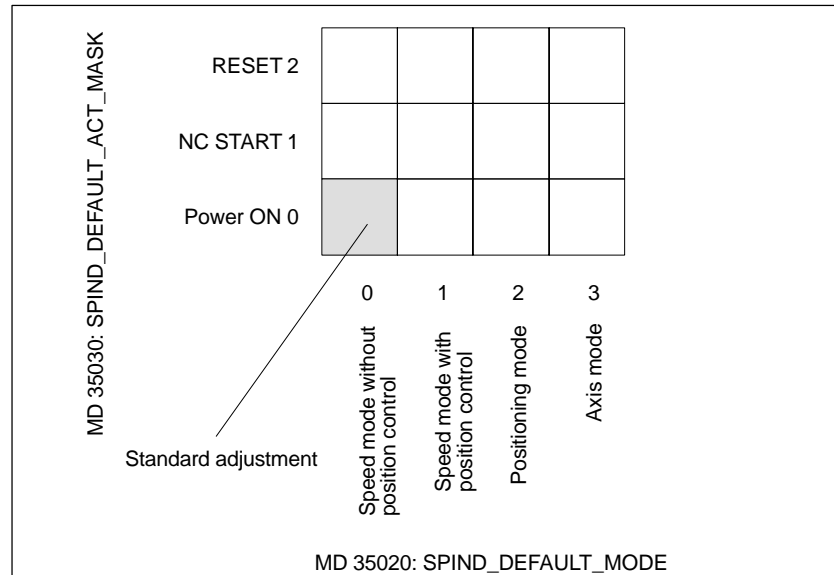 MD 35030: SPIND_DEFAULT_ACT_MASK
RESET 2
NC START 1
Power ON 0
0 1 2 3
Speed mode without
position control
Speed mode with
position control
Positioning mode
Axis mode
Standard adjustment
MD 35020: SPIND_DEFAULT_MODE